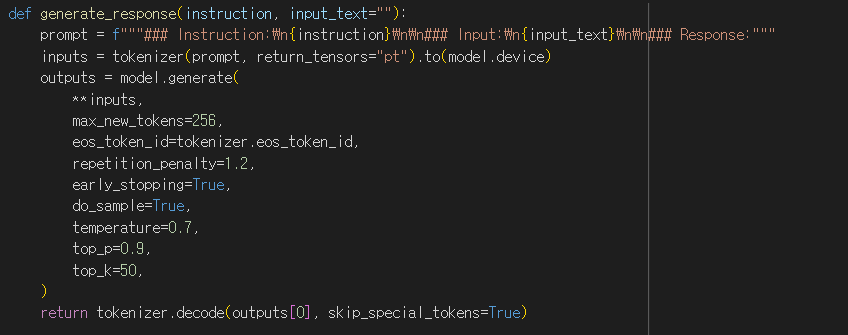 def generate_response(instruction, input_text=""):
    prompt = f"""### Instruction:₩n{instruction}₩n₩n### Input:₩n{input_text}₩n₩n### Response:"""
    inputs = tokenizer(prompt, return_tensors="pt").to(model.device)
    outputs = model.generate(
        **inputs,
        max_new_tokens=256,
        eos_token_id=tokenizer.eos_token_id,
        repetition_penalty=1.2,
        early_stopping=True,
        do_sample=True,
        temperature=0.7,
        top_p=0.9,
        top_k=50,
    )
    return tokenizer.decode(outputs[0], skip_special_tokens=True)